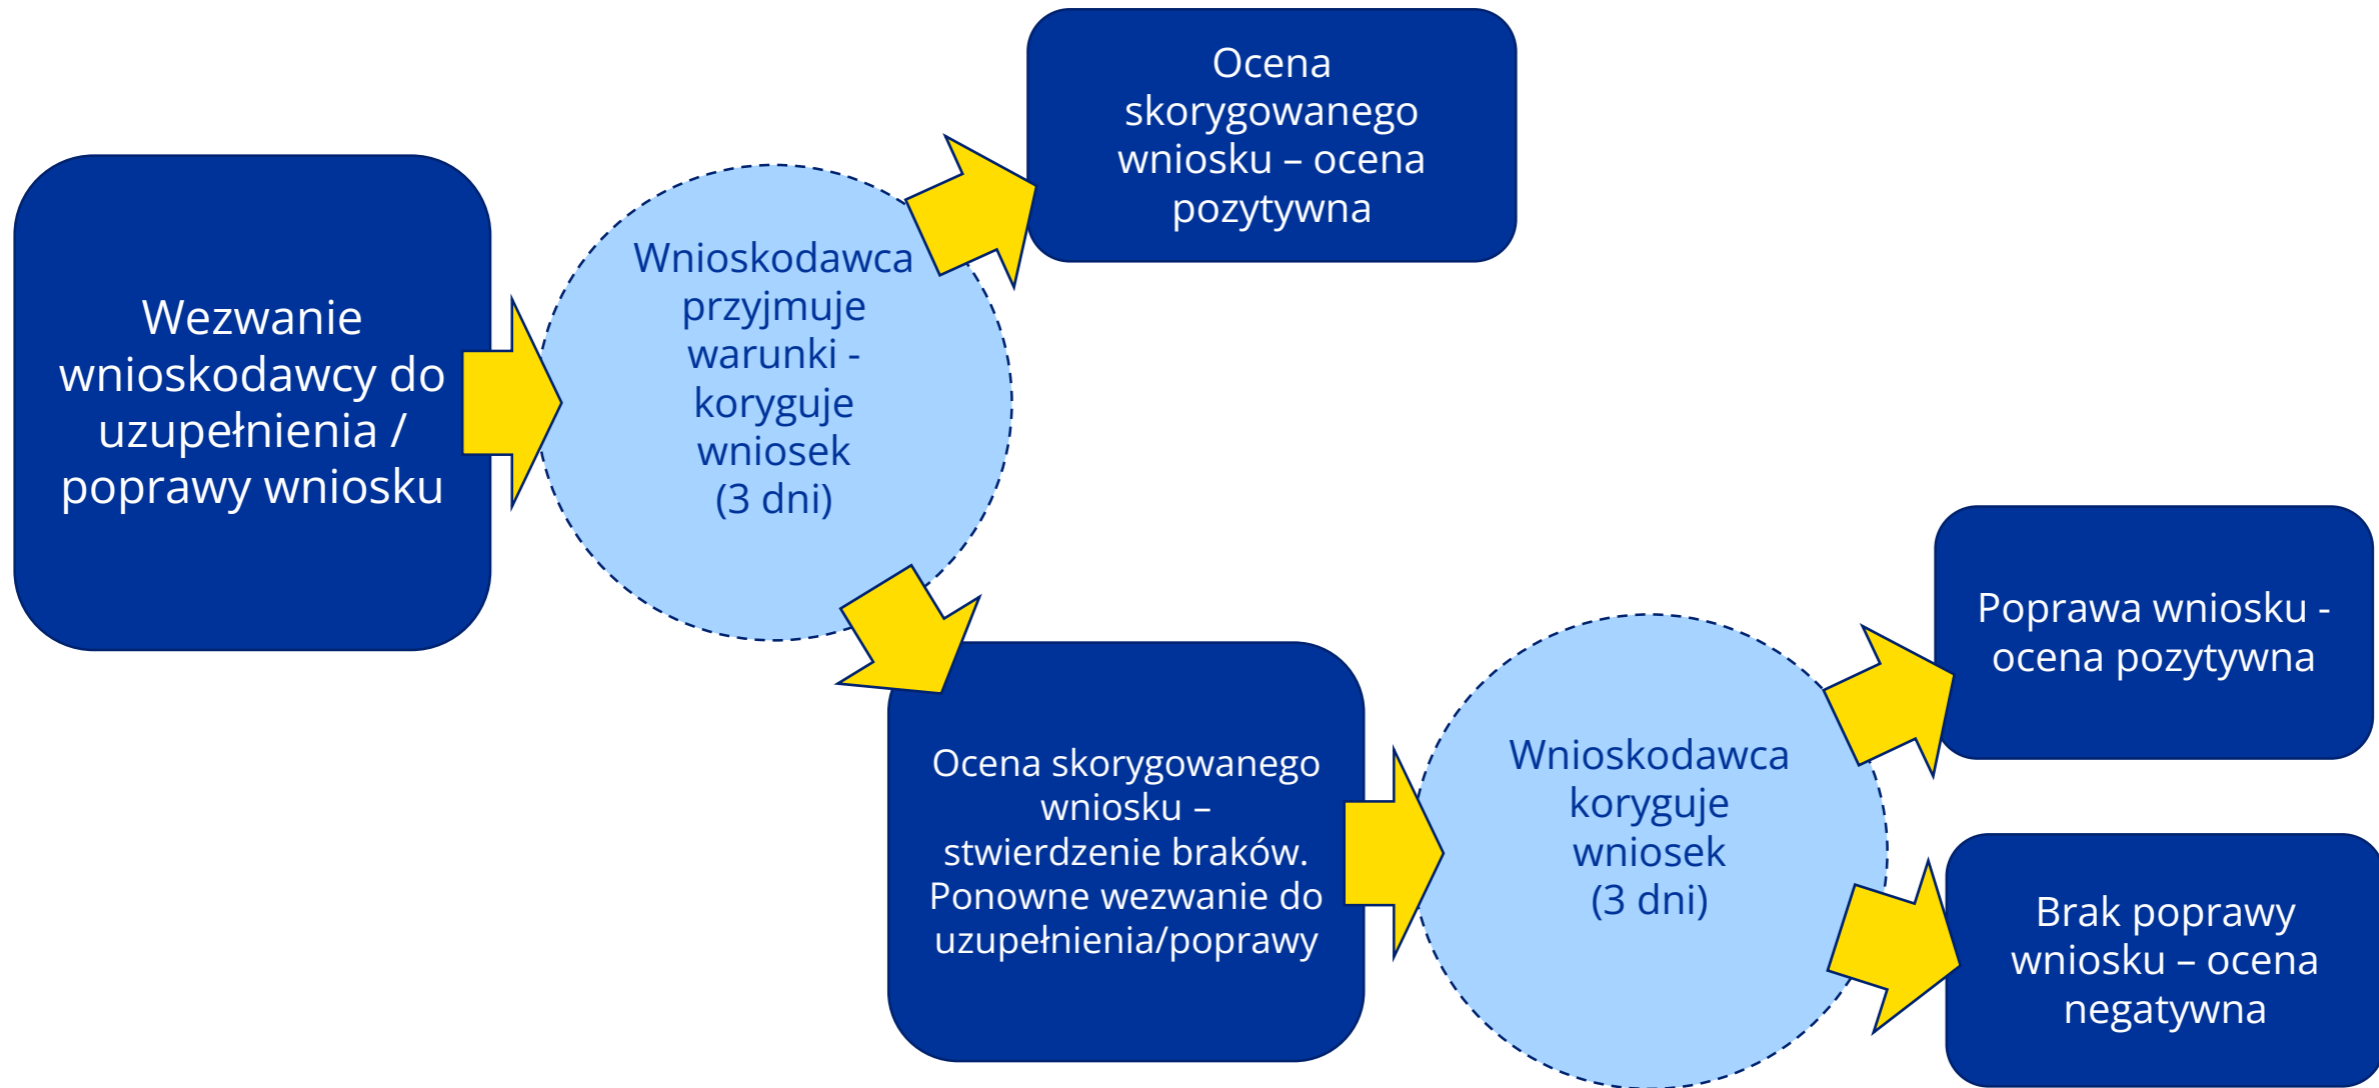 Wezwanie
wnioskodawcy do
uzupełnienia /
poprawy wniosku
Wnioskodawca
przyjmuje
warunki -
koryguje
wniosek
(3 dni)
Ocena
skorygowanego
wniosku – ocena
pozytywna
Ocena skorygowanego
wniosku –
stwierdzenie braków.
Ponowne wezwanie do
uzupełnienia/poprawy
Wnioskodawca
koryguje
wniosek
(3 dni)
Poprawa wniosku -
ocena pozytywna
Brak poprawy
wniosku – ocena
negatywna